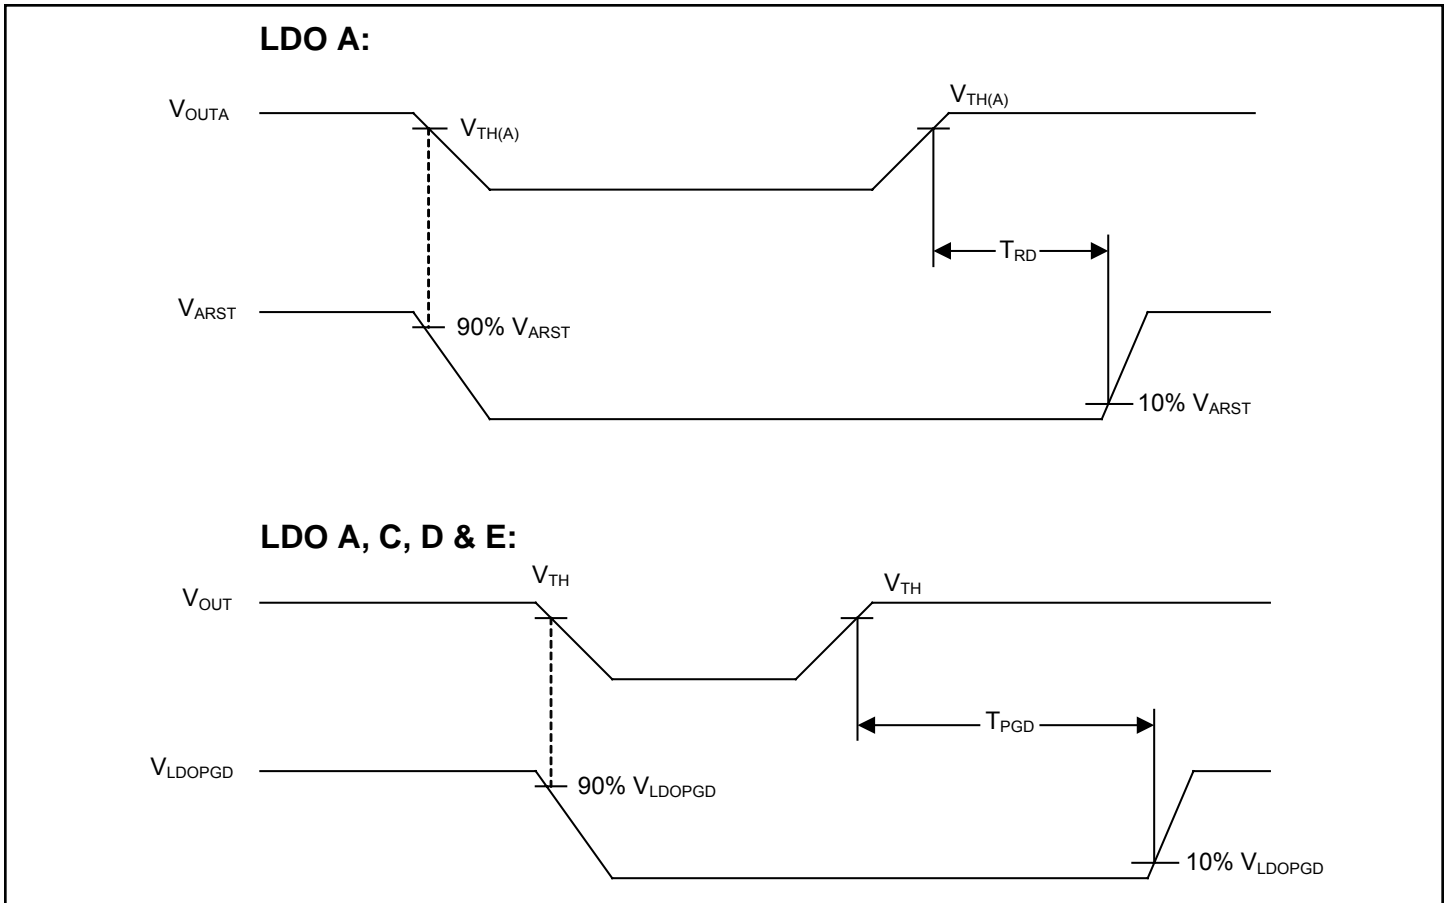 LDO A:
V_OUTA
V_TH(A)
V_TH(A)
T_RD
V_ARST
90% V_ARST
10% V_ARST
LDO A, C, D & E:
V_TH
V_TH
V_OUT
T_PGD
V_LDOPGD
90% V_LDOPGD
10% V_LDOPGD